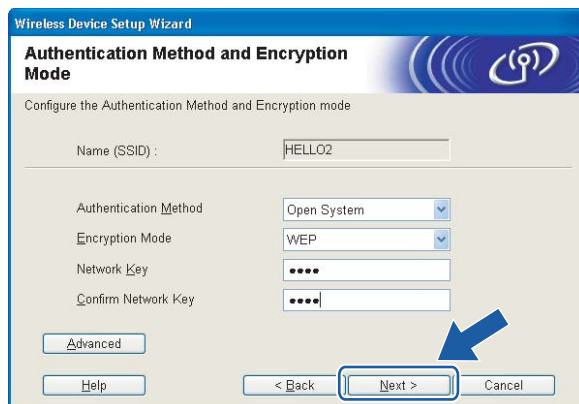 Wireless Device Setup Wizard
Authentication Method and Encryption
Mode
Configure the Authentication Method and Encryption mode
Name (SSID) : HELLO2
Authentication Method Open System
Encryption Mode WEP
Network Key ●●●●
Confirm Network Key ●●●●
Advanced
Help < Back Next > Cancel